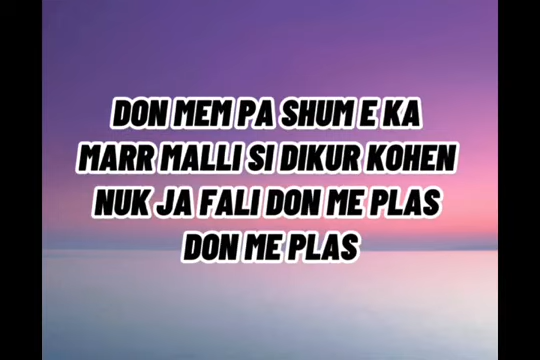 DON MEM PA SHUM E KA
MARR MALLI SI DIKUR KOHEN
NUK JA FALI DON ME PLAS
DON ME PLAS